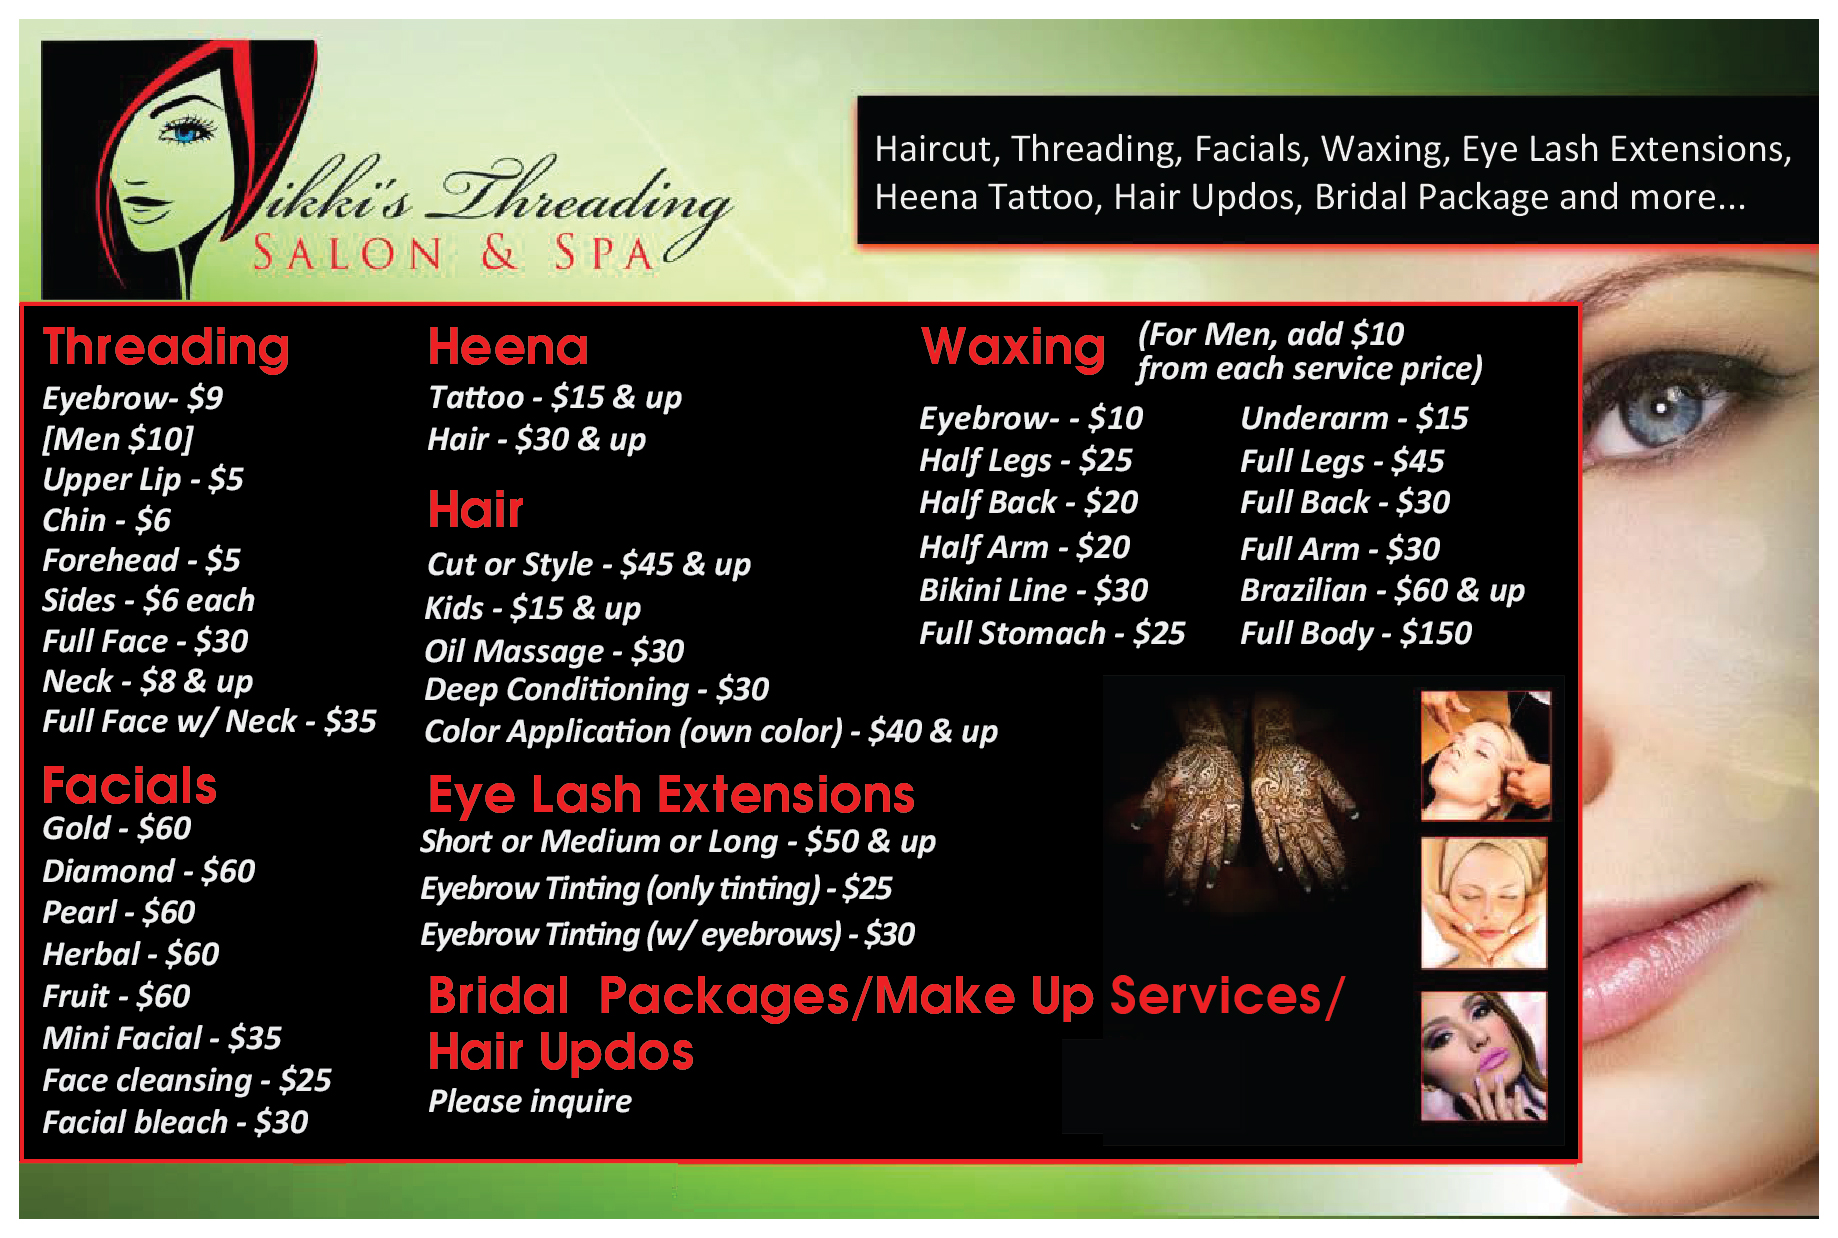 Nikki's Threading
SALON & SPA
Haircut, Threading, Facials, Waxing, Eye Lash Extensions,
Heena Tattoo, Hair Updos, Bridal Package and more...
Threading
Eyebrow- $9
[Men $10]
Upper Lip - $5
Chin - $6
Forehead - $5
Sides - $6 each
Full Face - $30
Neck - $8 & up
Full Face w/ Neck - $35
Facials
Gold - $60
Diamond - $60
Pearl - $60
Herbal - $60
Fruit - $60
Mini Facial - $35
Face cleansing - $25
Facial bleach - $30
Heena
Tattoo - $15 & up
Hair - $30 & up
Hair
Cut or Style - $45 & up
Kids - $15 & up
Oil Massage - $30
Deep Conditioning - $30
Color Application (own color) - $40 & up
Eye Lash Extensions
Short or Medium or Long - $50 & up
Eyebrow Tinting (only tinting) - $25
Eyebrow Tinting (w/ eyebrows) - $30
Bridal Packages/Make Up Services/
Hair Updos
Please inquire
Waxing
(For Men, add $10
from each service price)
Eyebrow- - $10
Half Legs - $25
Half Back - $20
Half Arm - $20
Bikini Line - $30
Full Stomach - $25
Underarm - $15
Full Legs - $45
Full Back - $30
Full Arm - $30
Brazilian - $60 & up
Full Body - $150